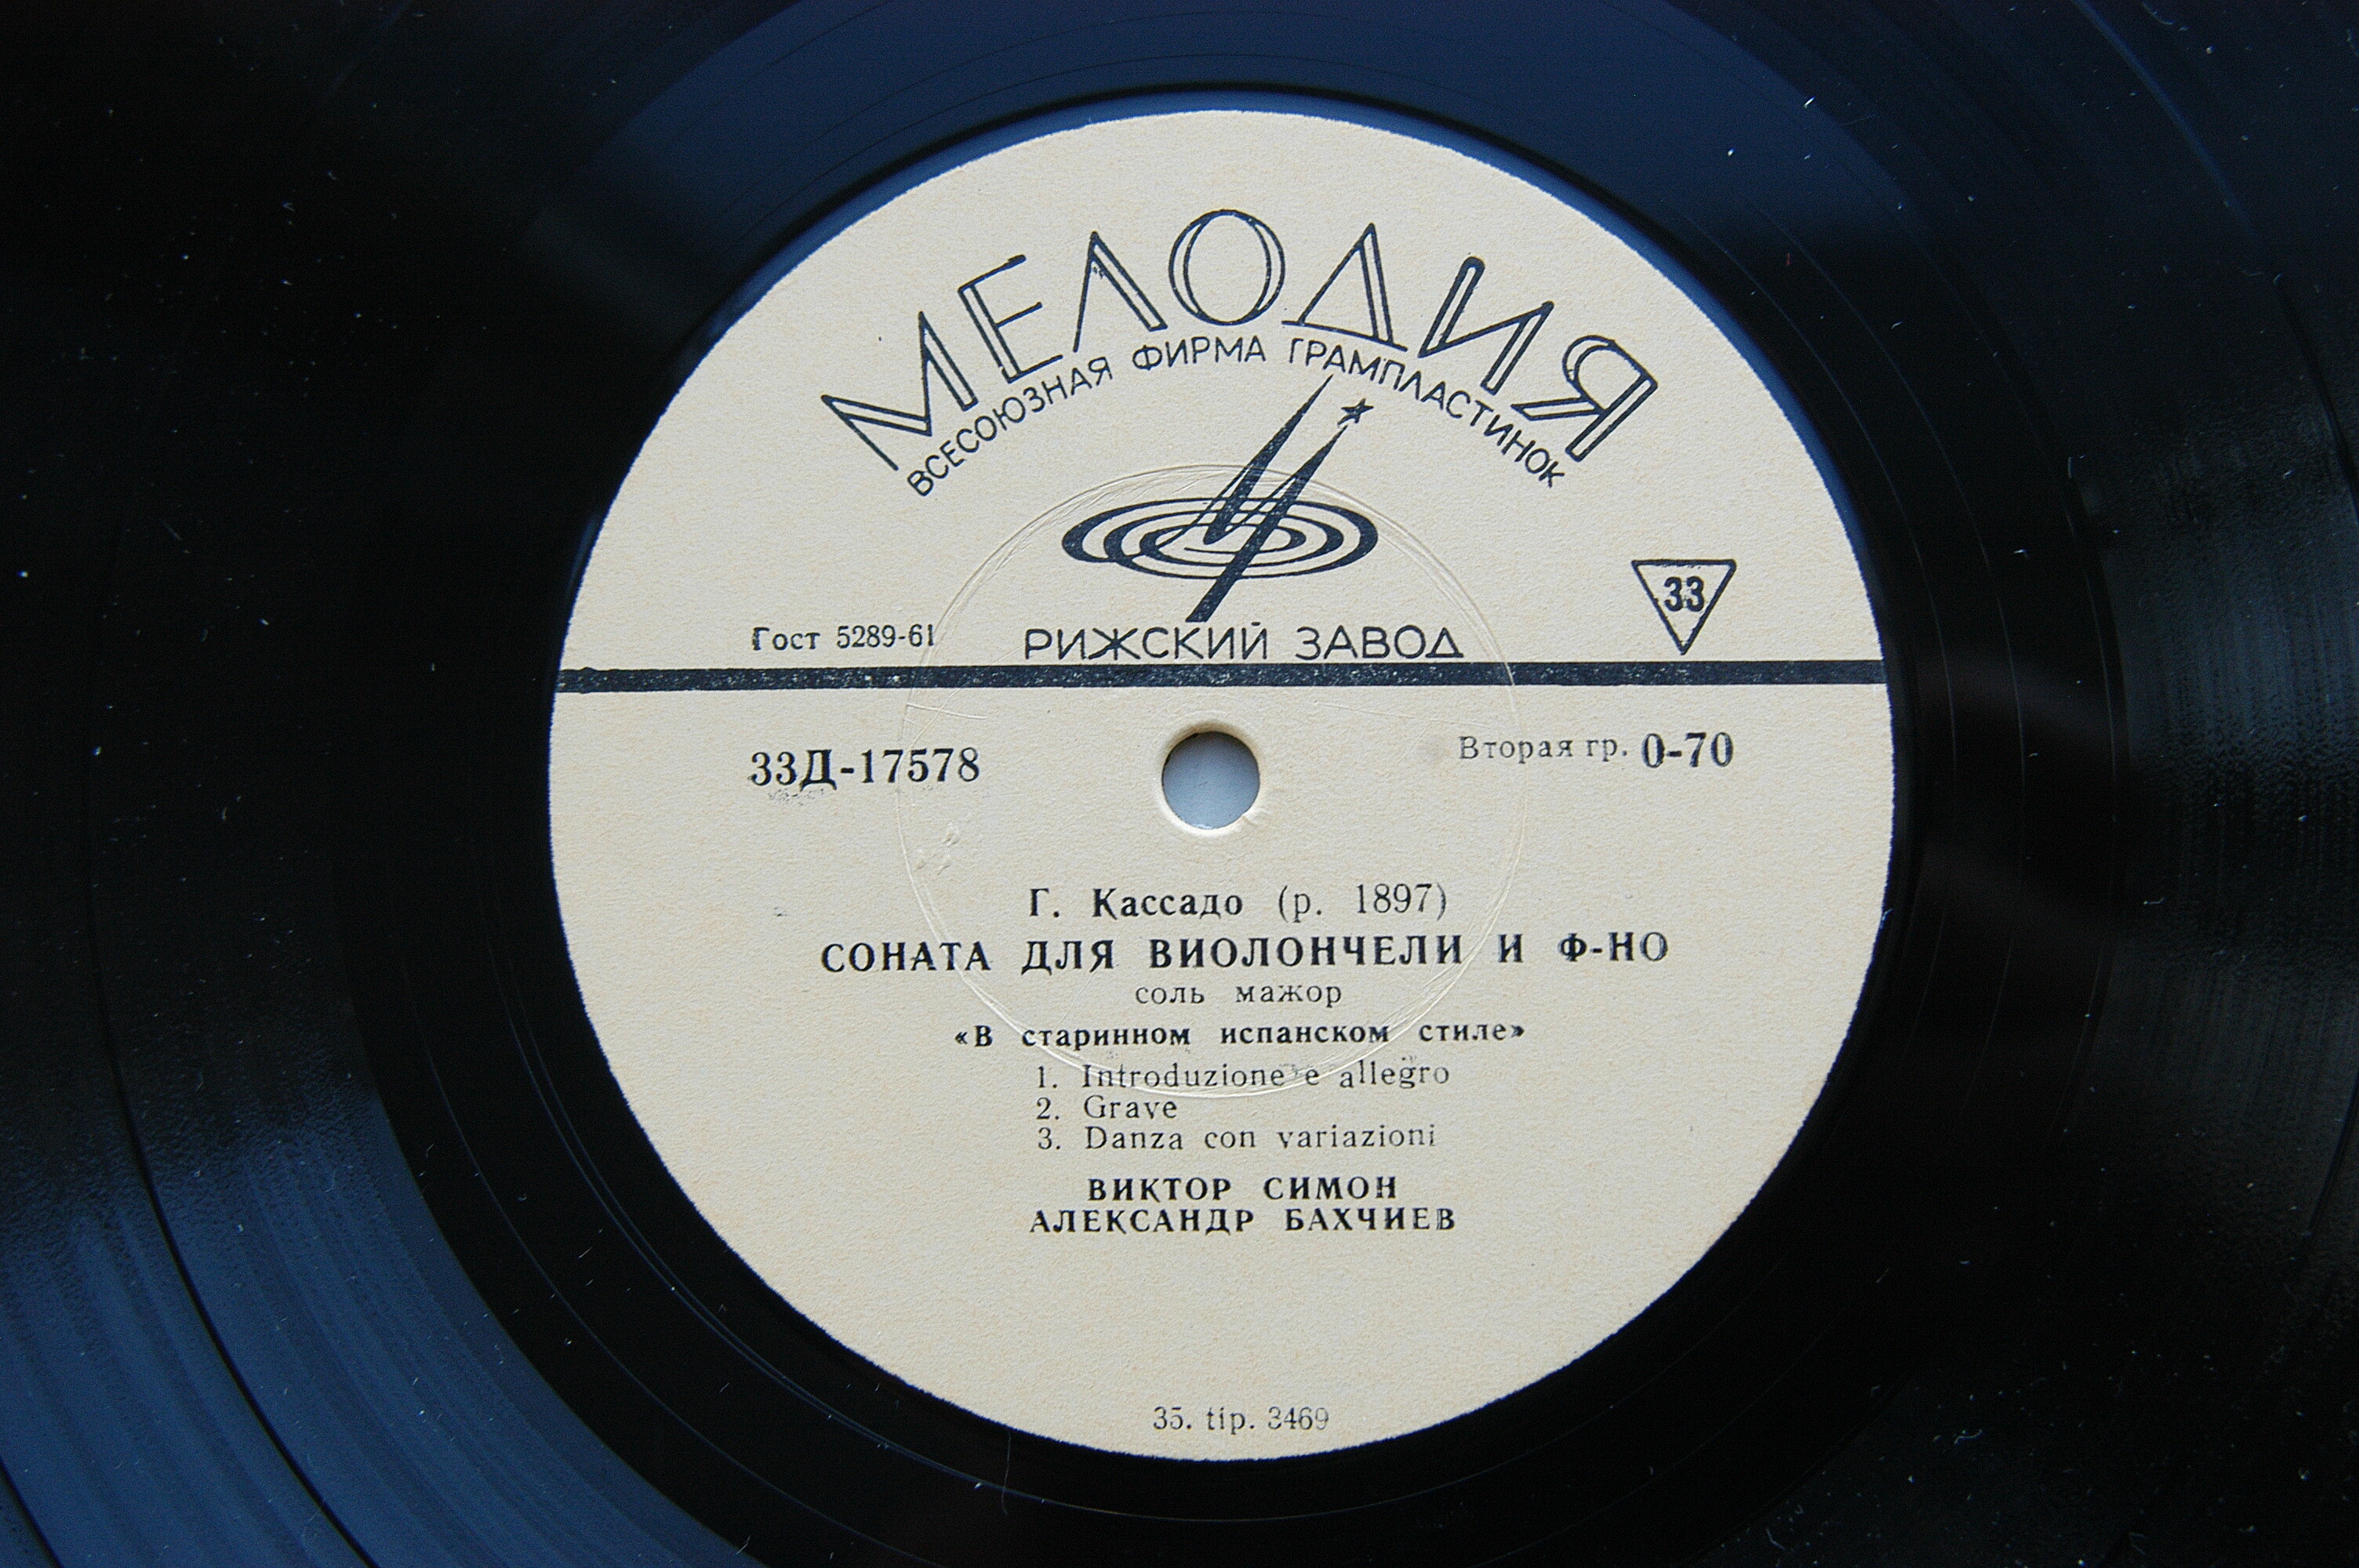 МЕЛОДИЯ
ВСЕСОЮЗНАЯ ФИРМА ГРАМПЛАСТИНОК
33
Гост 5289-61
РИЖСКИЙ ЗАВОД
33Д-17578
Вторая гр. 0-70
Г. Кассадо (р. 1897)
СОНАТА ДЛЯ ВИОЛОНЧЕЛИ И Ф-НО
соль мажор
«В старинном испанском стиле»
1. Introduzione e allegro
2. Grave
3. Danza con variazioni
ВИКТОР СИМОН
АЛЕКСАНДР БАХЧИЕВ
35. tip. 3469